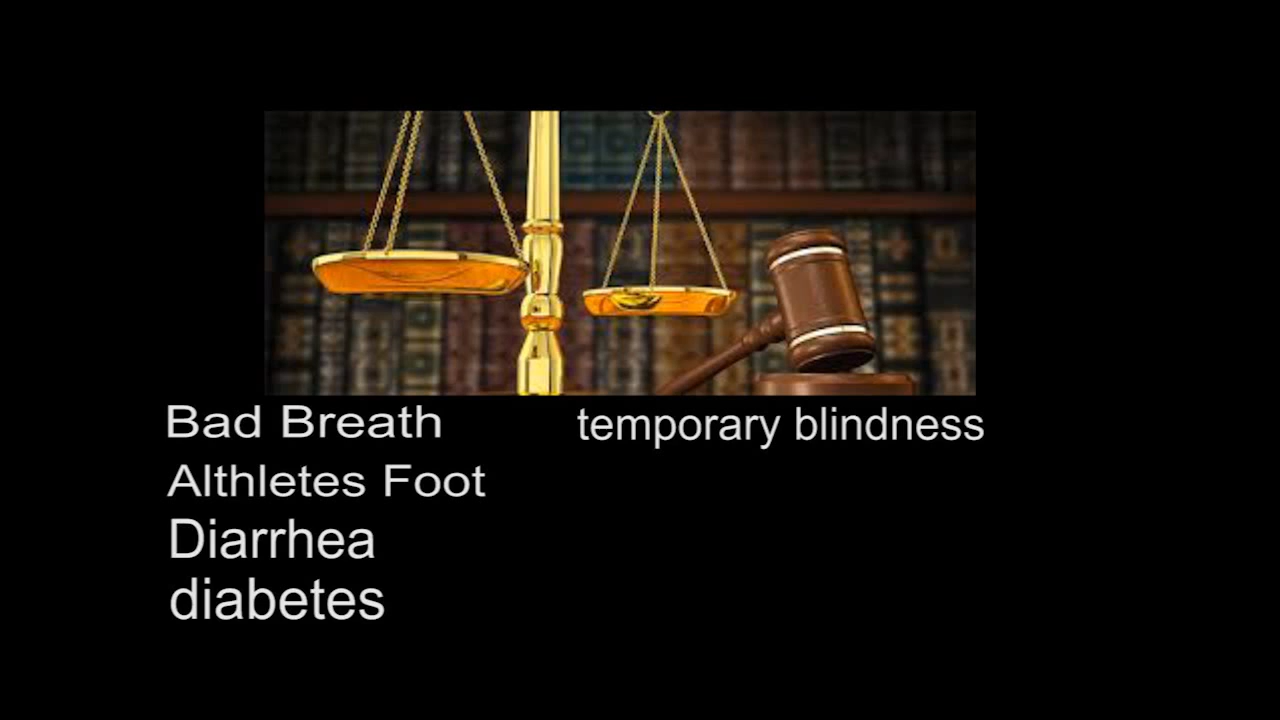 Bad Breath
temporary blindness
Althletes Foot
Diarrhea
diabetes